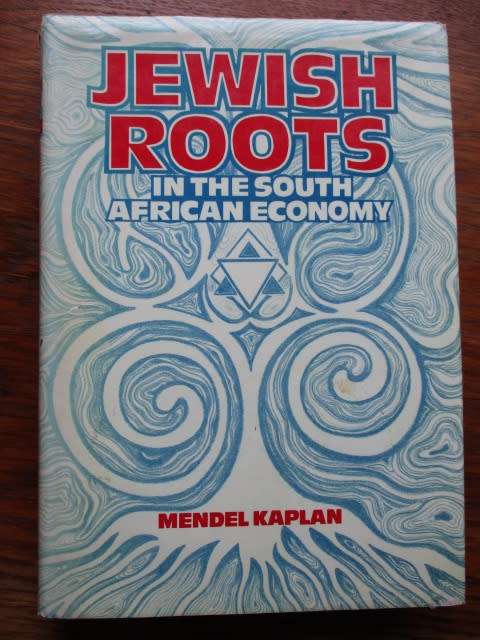 JEWISH
ROOTS
IN THE SOUTH
AFRICAN ECONOMY
MENDEL KAPLAN